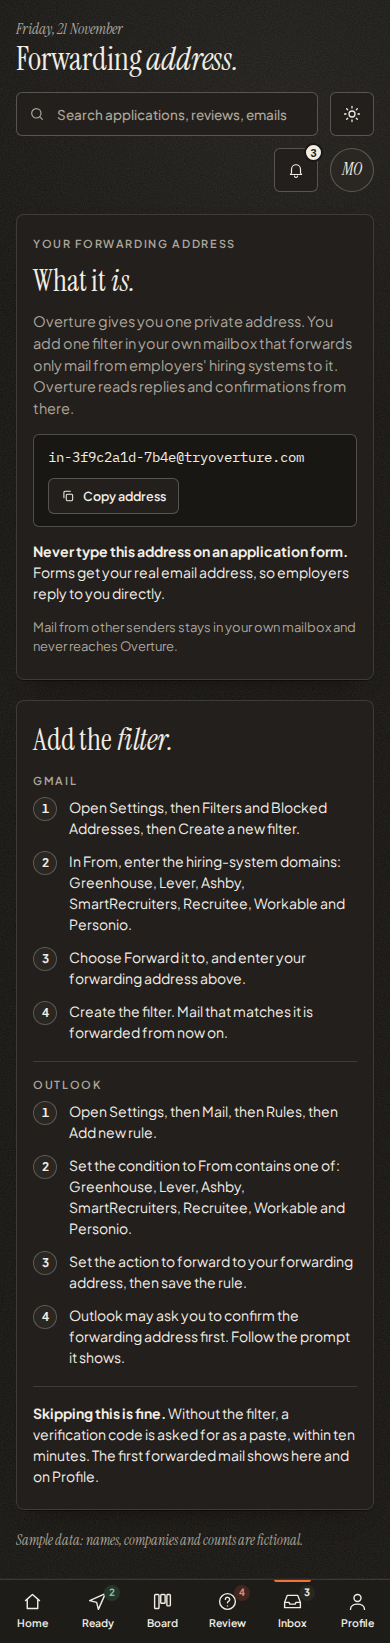 Friday, 21 November
Forwarding address.
Search applications, reviews, emails
3
MO
YOUR FORWARDING ADDRESS
What it is.
Overture gives you one private address. You
add one filter in your own mailbox that forwards
only mail from employers' hiring systems to it.
Overture reads replies and confirmations from
there.
in-3f9c2a1d-7b4e@tryoverture.com
Copy address
Never type this address on an application form.
Forms get your real email address, so employers
reply to you directly.
Mail from other senders stays in your own mailbox and
never reaches Overture.
Add the filter.
GMAIL
1 Open Settings, then Filters and Blocked
Addresses, then Create a new filter.
2 In From, enter the hiring-system domains:
Greenhouse, Lever, Ashby,
SmartRecruiters, Recruitee, Workable and
Personio.
3 Choose Forward it to, and enter your
forwarding address above.
4 Create the filter. Mail that matches it is
forwarded from now on.
OUTLOOK
1 Open Settings, then Mail, then Rules, then
Add new rule.
2 Set the condition to From contains one of:
Greenhouse, Lever, Ashby,
SmartRecruiters, Recruitee, Workable and
Personio.
3 Set the action to forward to your forwarding
address, then save the rule.
4 Outlook may ask you to confirm the
forwarding address first. Follow the prompt
it shows.
Skipping this is fine. Without the filter, a
verification code is asked for as a paste, within ten
minutes. The first forwarded mail shows here and
on Profile.
Sample data: names, companies and counts are fictional.
2 4 3
Home Ready Board Review Inbox Profile